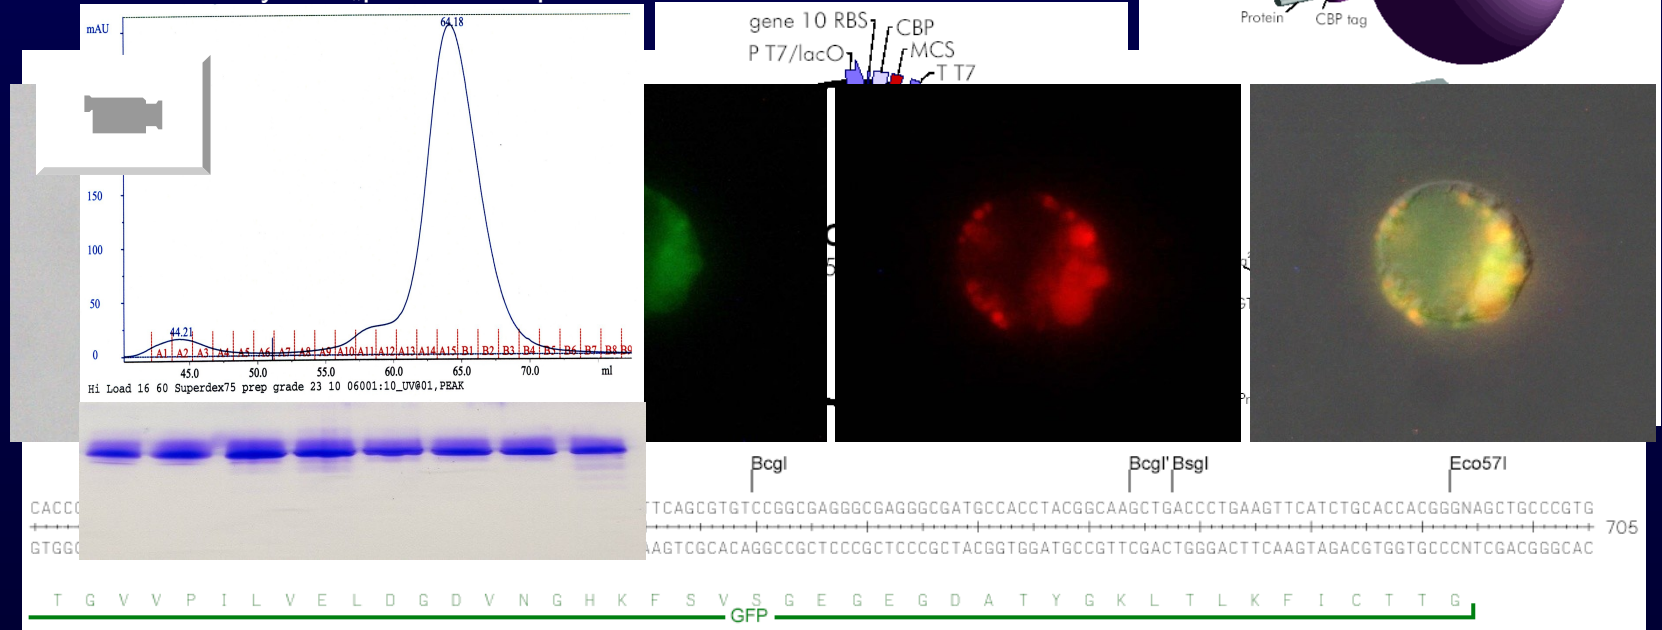 64.18
mAU
gene 10 RBS
CBP
P T7/lacO
MCS
T T7
Protein
CBP tag
150
100
50
0
44.21
A1 A2 A3 A4 A5 A6 A7 A8 A9 A10 A11 A12 A13 A14 A15 B1 B2 B3 B4 B5 B6 B7 B8 B9
45.0 50.0 55.0 60.0 65.0 70.0 ml
Hi Load 16 60 Superdex75 prep grade 23 10 06001:10_UV@01,PEAK
BcgI
BcgI' BsgI
Eco57I
CACCC
TTCAGCGTGTCCGGCGAGGGCGAGGGCGATGCCACCTACGGCAAGCTGACCCTGAAGTTCATCTGCACCACGGGNAGCTGCCCGTG
705
GTGGC
AAGTCGCACAGGCCGCTCCCGCTCCCGCTACGGTGGATGCCGTTCGACTGGGACTTCAAGTAGACGTGGTGCCCNTCGACGGGCAC
T G V V P I L V E L D G D V N G H K F S V S G E G E G D A T Y G K L T L K F I C T T G
GFP